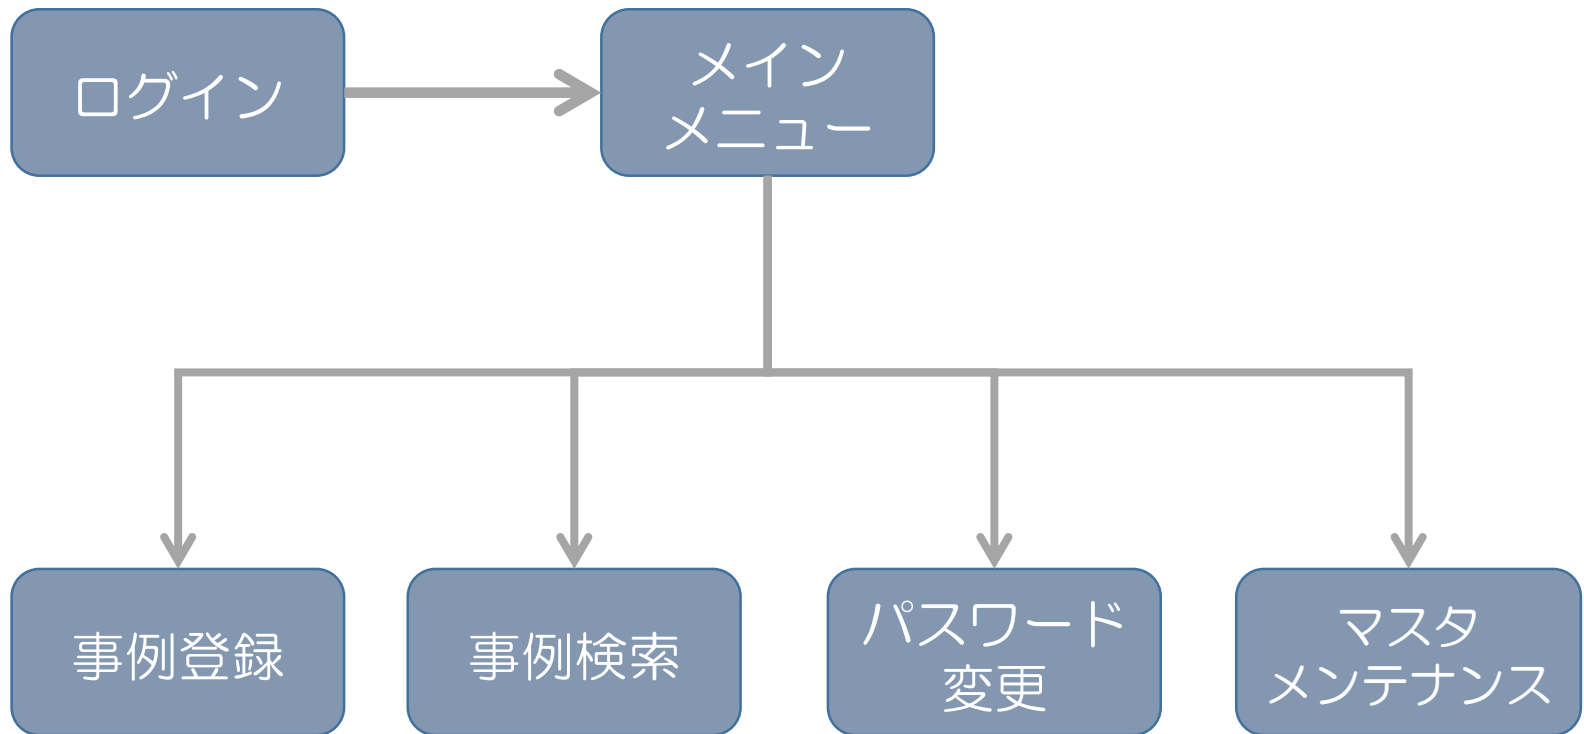 ログイン
メイン
メニュー
事例登録
事例検索
パスワード
変更
マスタ
メンテナンス